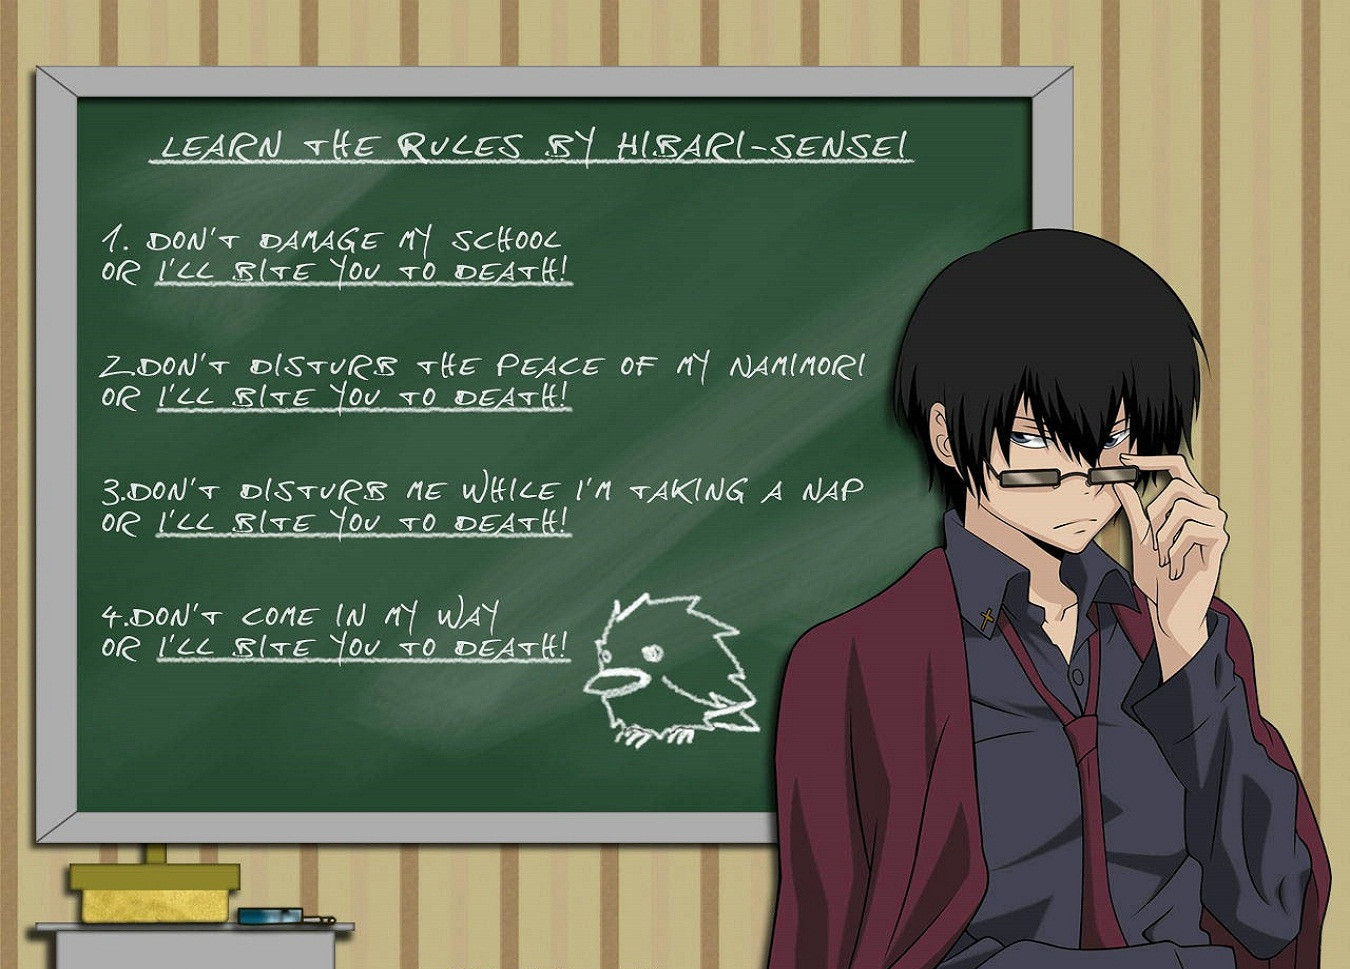 LEARN THE RULES BY HIBARI-SENSEI
1. DON'T DAMAGE MY SCHOOL
OR I'LL BITE YOU TO DEATH!
2.DON'T DISTURB THE PEACE OF MY NAMIMORI
OR I'LL BITE YOU TO DEATH!
3.DON'T DISTURB ME WHILE I'M TAKING A NAP
OR I'LL BITE YOU TO DEATH!
4.DON'T COME IN MY WAY
OR I'LL BITE YOU TO DEATH!